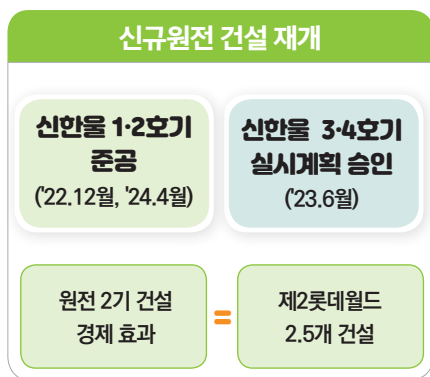 신규원전 건설 재개
신한울 1·2호기
준공
('22.12월, '24.4월)
신한울 3·4호기
실시계획 승인
('23.6월)
원전 2기 건설
경제 효과
=
제2롯데월드
2.5개 건설